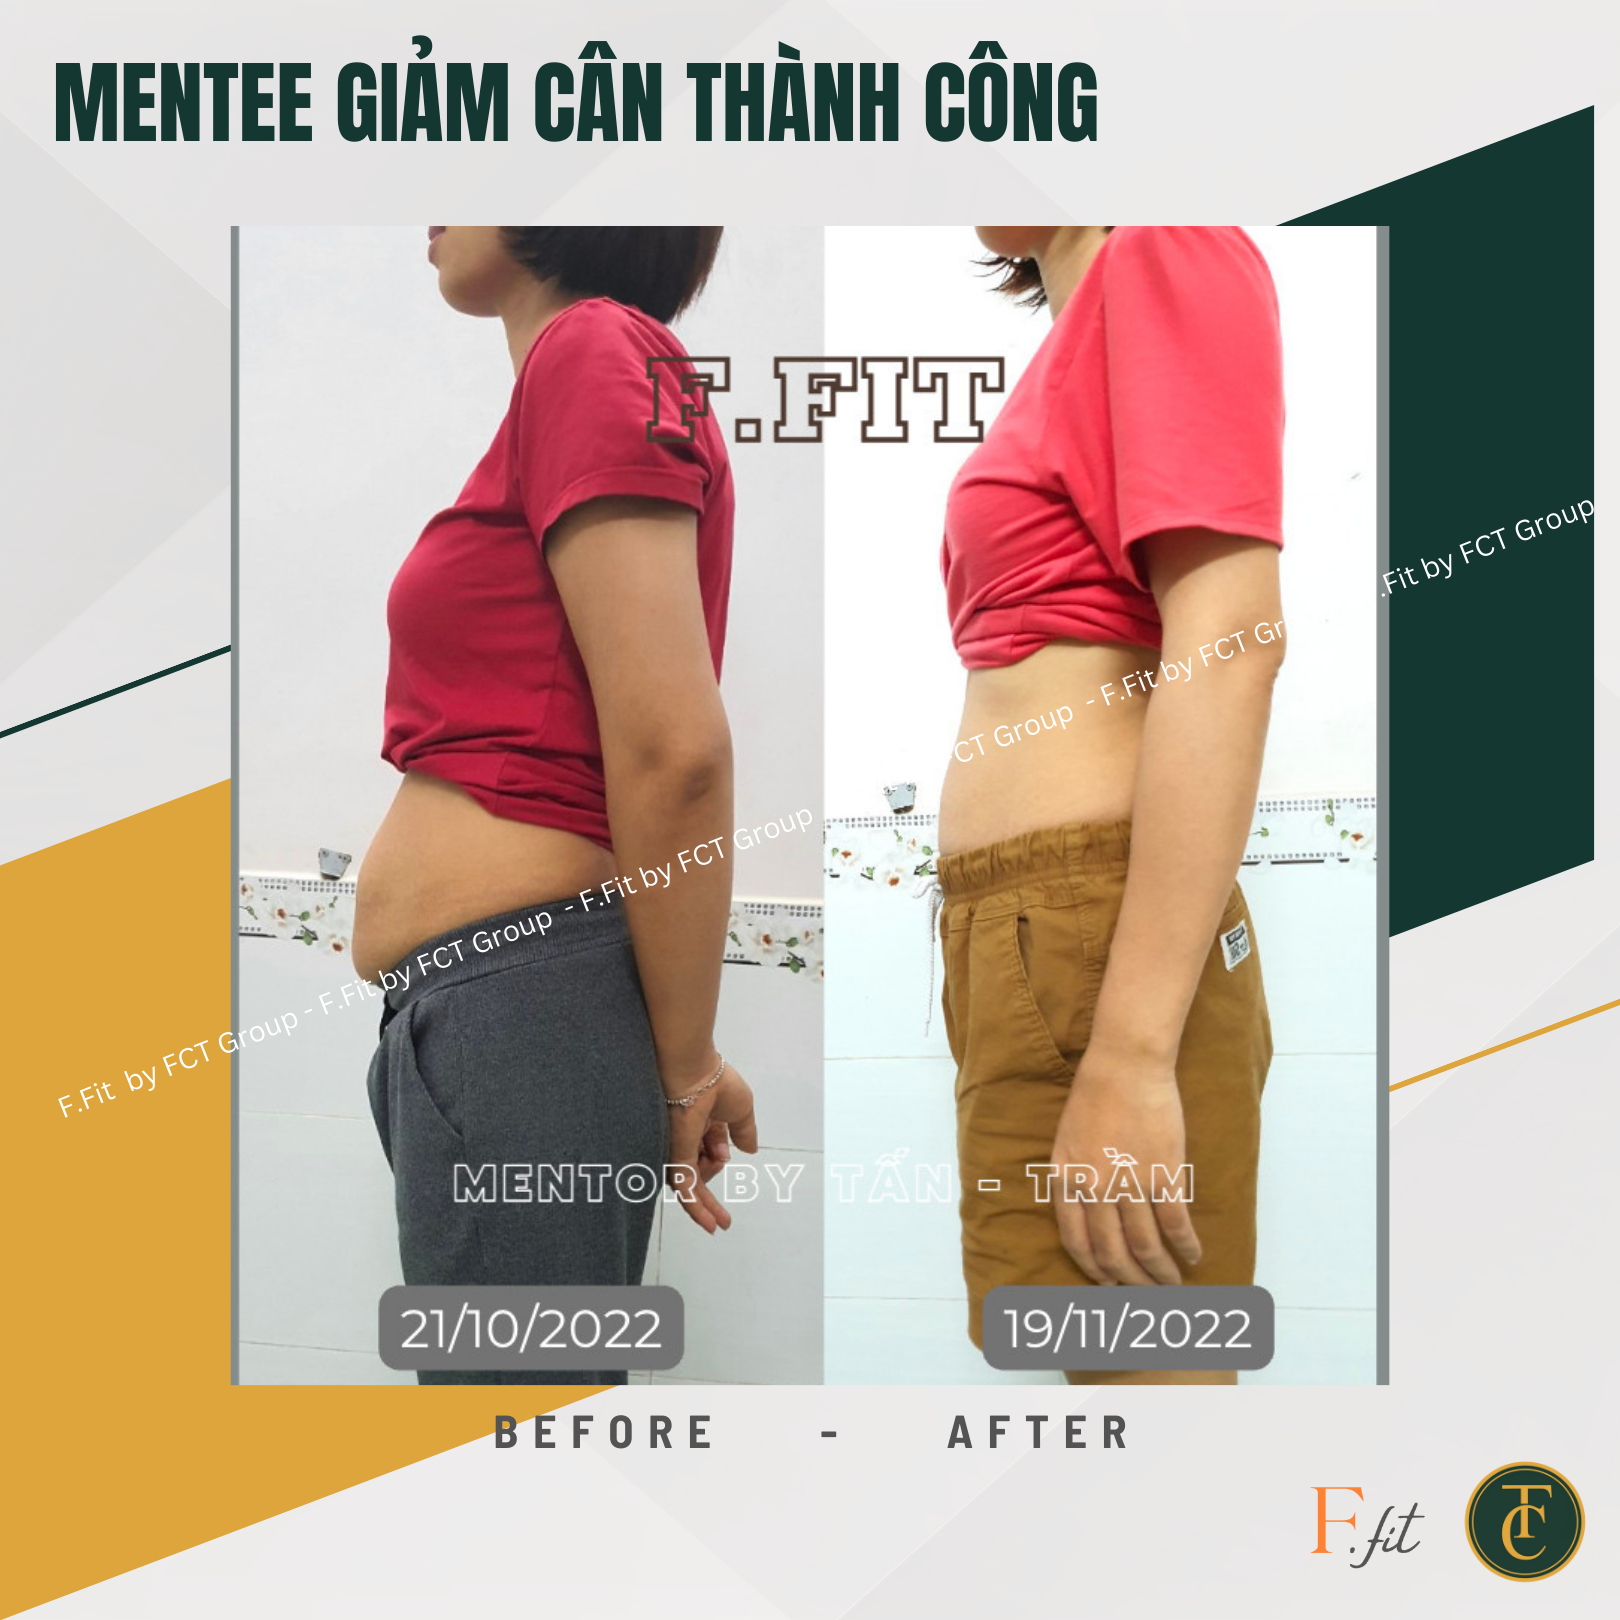 MENTEE GIẢM CÂN THÀNH CÔNG
F.FIT
.Fit by FCT Group
CT Group - F.Fit by FCT Gr
F.Fit by FCT Group - F.Fit by FCT Group - F.Fit by FCT Group
MENTOR BY TẤN - TRẦM
21/10/2022
19/11/2022
BEFORE - AFTER
F.fit